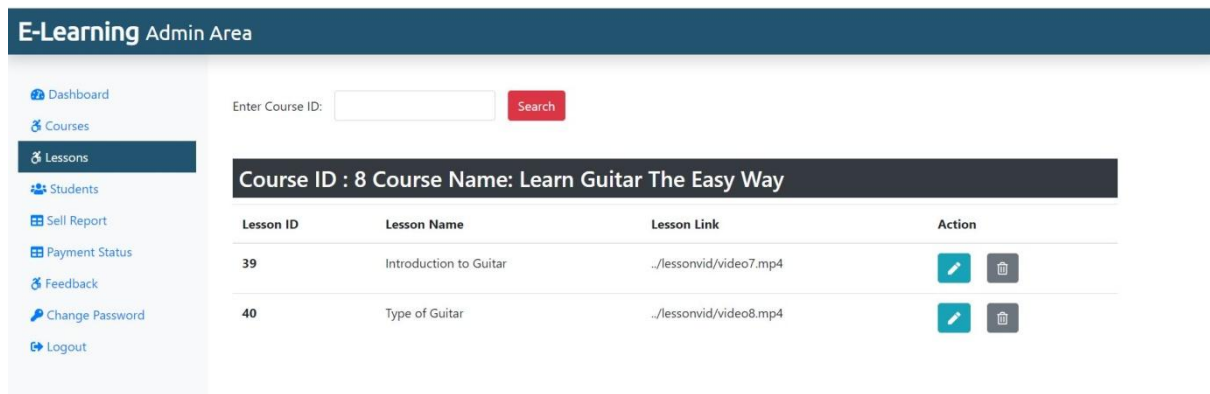 E-Learning Admin Area
Dashboard
Courses
Lessons
Students
Sell Report
Payment Status
Feedback
Change Password
Logout
Enter Course ID: Search
Course ID : 8 Course Name: Learn Guitar The Easy Way
Lesson ID Lesson Name Lesson Link Action
39 Introduction to Guitar ../lessonvid/video7.mp4
40 Type of Guitar ../lessonvid/video8.mp4